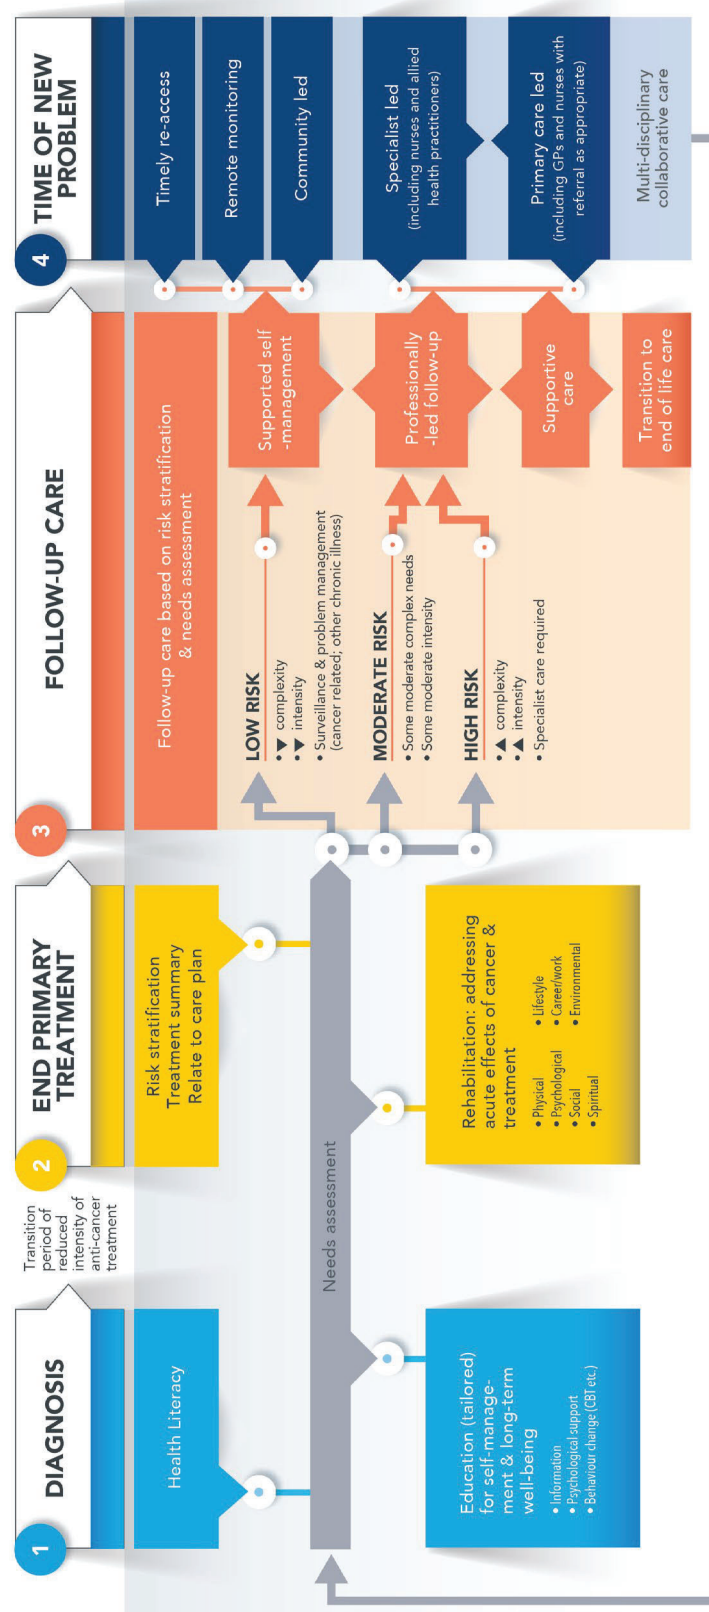 1
DIAGNOSIS
Health Literacy
Education (tailored)
for self-manage-
ment & long-term
well-being
• Information
• Psychological support
• Behaviour change (CBT etc.)
Transition
period of
reduced
intensity of
anti-cancer
treatment
2
END PRIMARY
TREATMENT
Risk stratification
Treatment summary
Relate to care plan
Needs assessment
Rehabilitation: addressing
acute effects of cancer &
treatment
• Physical
• Psychological
• Social
• Spiritual
• Lifestyle
• Career/work
• Environmental
3
FOLLOW-UP CARE
Follow-up care based on risk stratification
& needs assessment
LOW RISK
• ▼ complexity
• ▼ intensity
• Surveillance & problem management
(cancer related; other chronic illness)
MODERATE RISK
• Some moderate complex needs
• Some moderate intensity
HIGH RISK
• ▲ complexity
• ▲ intensity
• Specialist care required
Supported self
-management
Professionally
-led follow-up
Supportive
care
Transition to
end of life care
4
TIME OF NEW
PROBLEM
Timely re-access
Remote monitoring
Community led
Specialist led
(including nurses and allied
health practitioners)
Primary care led
(including GPs and nurses with
referral as appropriate)
Multi-disciplinary
collaborative care